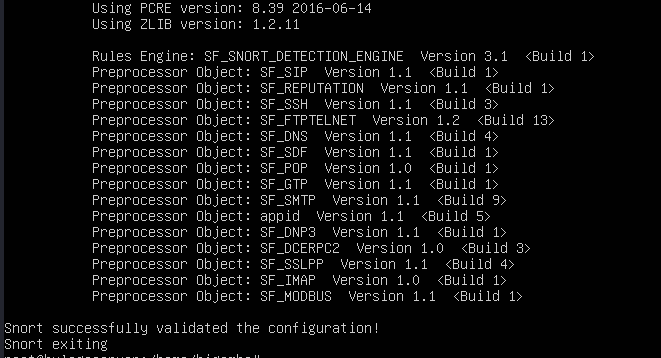 Using PCRE version: 8.39 2016-06-14
Using ZLIB version: 1.2.11
Rules Engine: SF_SNORT_DETECTION_ENGINE Version 3.1 <Build 1>
Preprocessor Object: SF_SIP Version 1.1 <Build 1>
Preprocessor Object: SF_REPUTATION Version 1.1 <Build 1>
Preprocessor Object: SF_SSH Version 1.1 <Build 3>
Preprocessor Object: SF_FTPTELNET Version 1.2 <Build 13>
Preprocessor Object: SF_DNS Version 1.1 <Build 4>
Preprocessor Object: SF_SDF Version 1.1 <Build 1>
Preprocessor Object: SF_POP Version 1.0 <Build 1>
Preprocessor Object: SF_GTP Version 1.1 <Build 1>
Preprocessor Object: SF_SMTP Version 1.1 <Build 9>
Preprocessor Object: appid Version 1.1 <Build 5>
Preprocessor Object: SF_DNP3 Version 1.1 <Build 1>
Preprocessor Object: SF_DCERPC2 Version 1.0 <Build 3>
Preprocessor Object: SF_SSLPP Version 1.1 <Build 4>
Preprocessor Object: SF_IMAP Version 1.0 <Build 1>
Preprocessor Object: SF_MODBUS Version 1.1 <Build 1>
Snort successfully validated the configuration!
Snort exiting